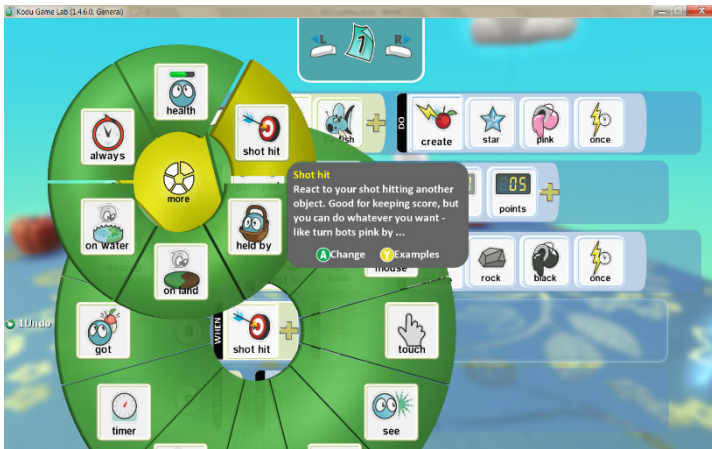 Kodu Game Lab (1.4.6.0, General)
L
1
R
health
always
shot hit
more
held by
on water
on land
fish
DO
create
star
pink
once
05
points
rock
black
once
Shot hit
React to your shot hitting another
object. Good for keeping score, but
you can do whatever you want -
like turn bots pink by ...
A Change
Y Examples
mouse
1Undo
got
WHEN
shot hit
touch
timer
see